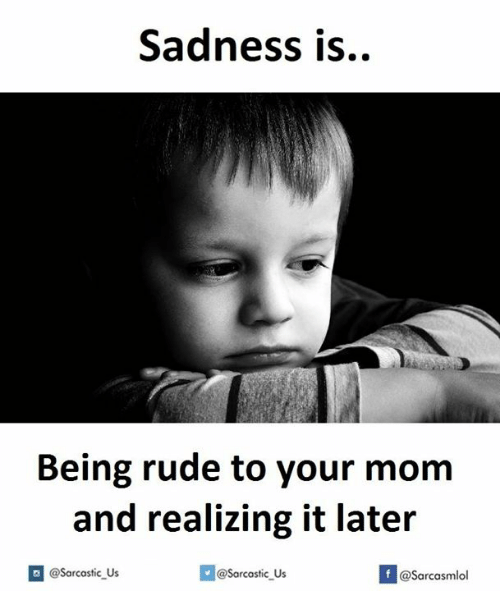 Sadness is..
Being rude to your mom
and realizing it later
@Sarcastic_Us @Sarcastic_Us @Sarcasmlol